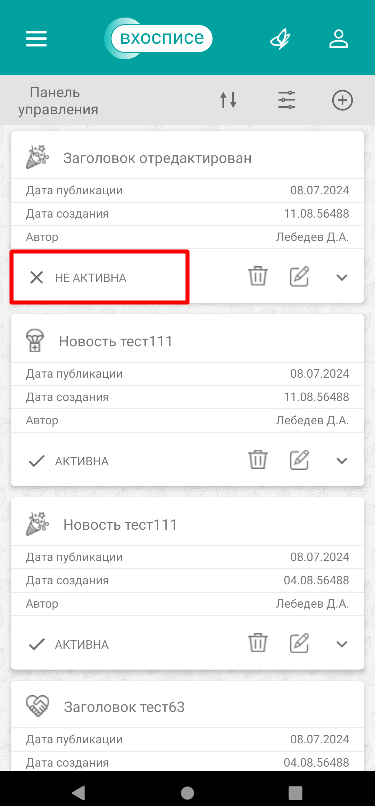 вхосписе
Панель
управления
Заголовок отредактирован
Дата публикации 08.07.2024
Дата создания 11.08.56488
Автор Лебедев Д.А.
НЕ АКТИВНА
Новость тест111
Дата публикации 08.07.2024
Дата создания 11.08.56488
Автор Лебедев Д.А.
АКТИВНА
Новость тест111
Дата публикации 08.07.2024
Дата создания 04.08.56488
Автор Лебедев Д.А.
АКТИВНА
Заголовок тест63
Дата публикации 08.07.2024
Дата создания 04.08.56488